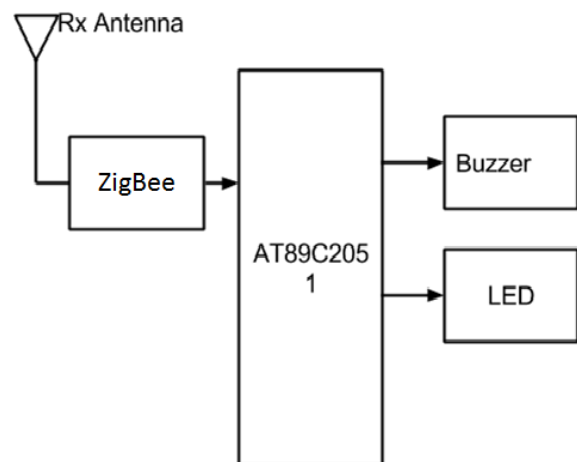 Rx Antenna
ZigBee
AT89C205
1
Buzzer
LED